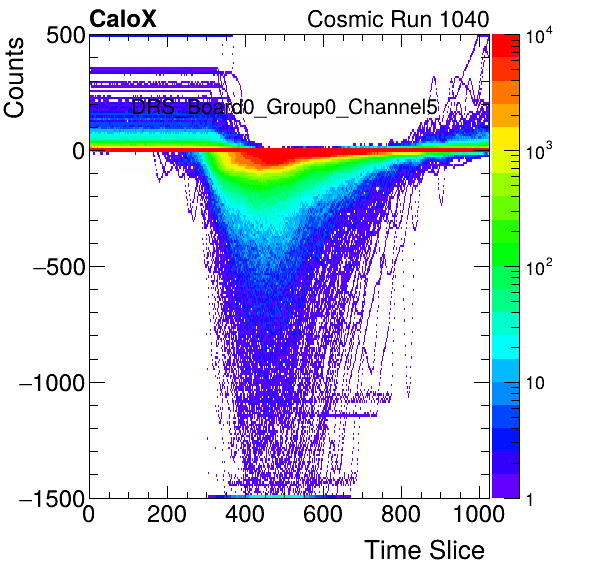 CaloX
Cosmic Run 1040
DRS_Board0_Group0_Channel5
Counts
500
0
−500
−1000
−1500
0 200 400 600 800 1000
Time Slice
10⁴
10³
10²
10
1